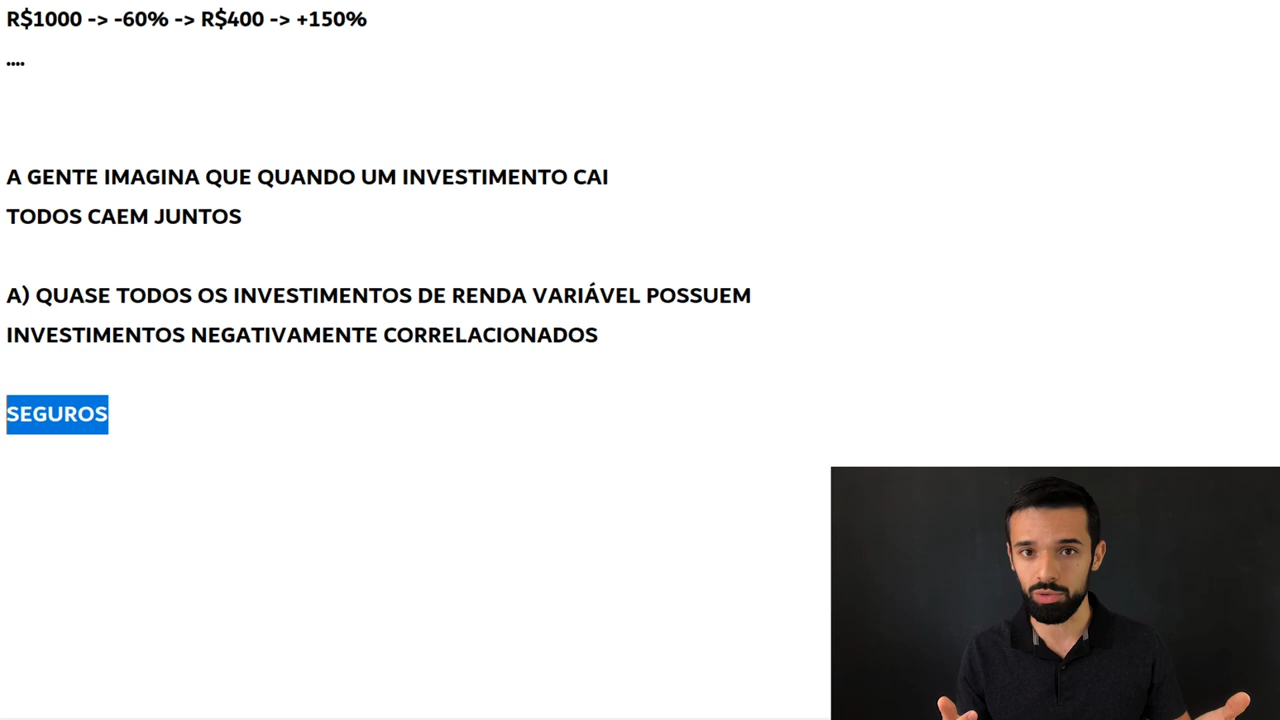 R$1000 -> -60% -> R$400 -> +150%
....
A GENTE IMAGINA QUE QUANDO UM INVESTIMENTO CAI
TODOS CAEM JUNTOS
A) QUASE TODOS OS INVESTIMENTOS DE RENDA VARIÁVEL POSSUEM
INVESTIMENTOS NEGATIVAMENTE CORRELACIONADOS
SEGUROS